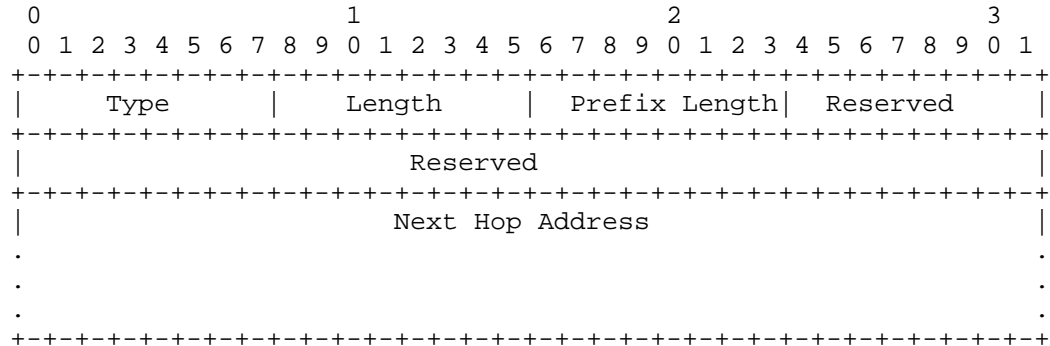 0                   1                   2                   3
 0 1 2 3 4 5 6 7 8 9 0 1 2 3 4 5 6 7 8 9 0 1 2 3 4 5 6 7 8 9 0 1
+-+-+-+-+-+-+-+-+-+-+-+-+-+-+-+-+-+-+-+-+-+-+-+-+-+-+-+-+-+-+-+-+
|     Type      |    Length     |  Prefix Length|  Reserved     |
+-+-+-+-+-+-+-+-+-+-+-+-+-+-+-+-+-+-+-+-+-+-+-+-+-+-+-+-+-+-+-+-+
|                        Reserved                               |
+-+-+-+-+-+-+-+-+-+-+-+-+-+-+-+-+-+-+-+-+-+-+-+-+-+-+-+-+-+-+-+-+
|                       Next Hop Address                        |
.                                                               .
.                                                               .
.                                                               .
+-+-+-+-+-+-+-+-+-+-+-+-+-+-+-+-+-+-+-+-+-+-+-+-+-+-+-+-+-+-+-+-+